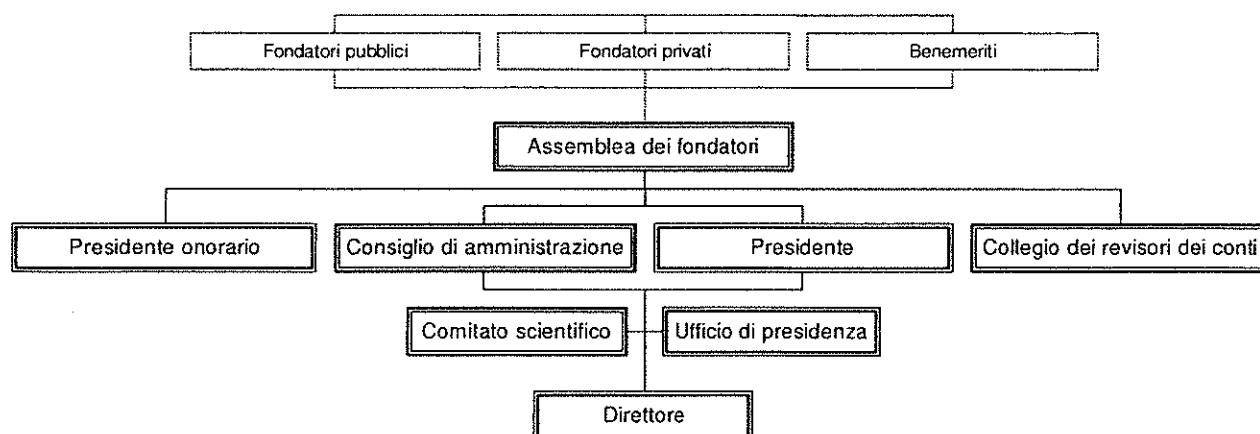 Fondatori pubblici
Fondatori privati
Benemeriti
Assemblea dei fondatori
Presidente onorario
Consiglio di amministrazione
Presidente
Collegio dei revisori dei conti
Comitato scientifico
Ufficio di presidenza
Direttore